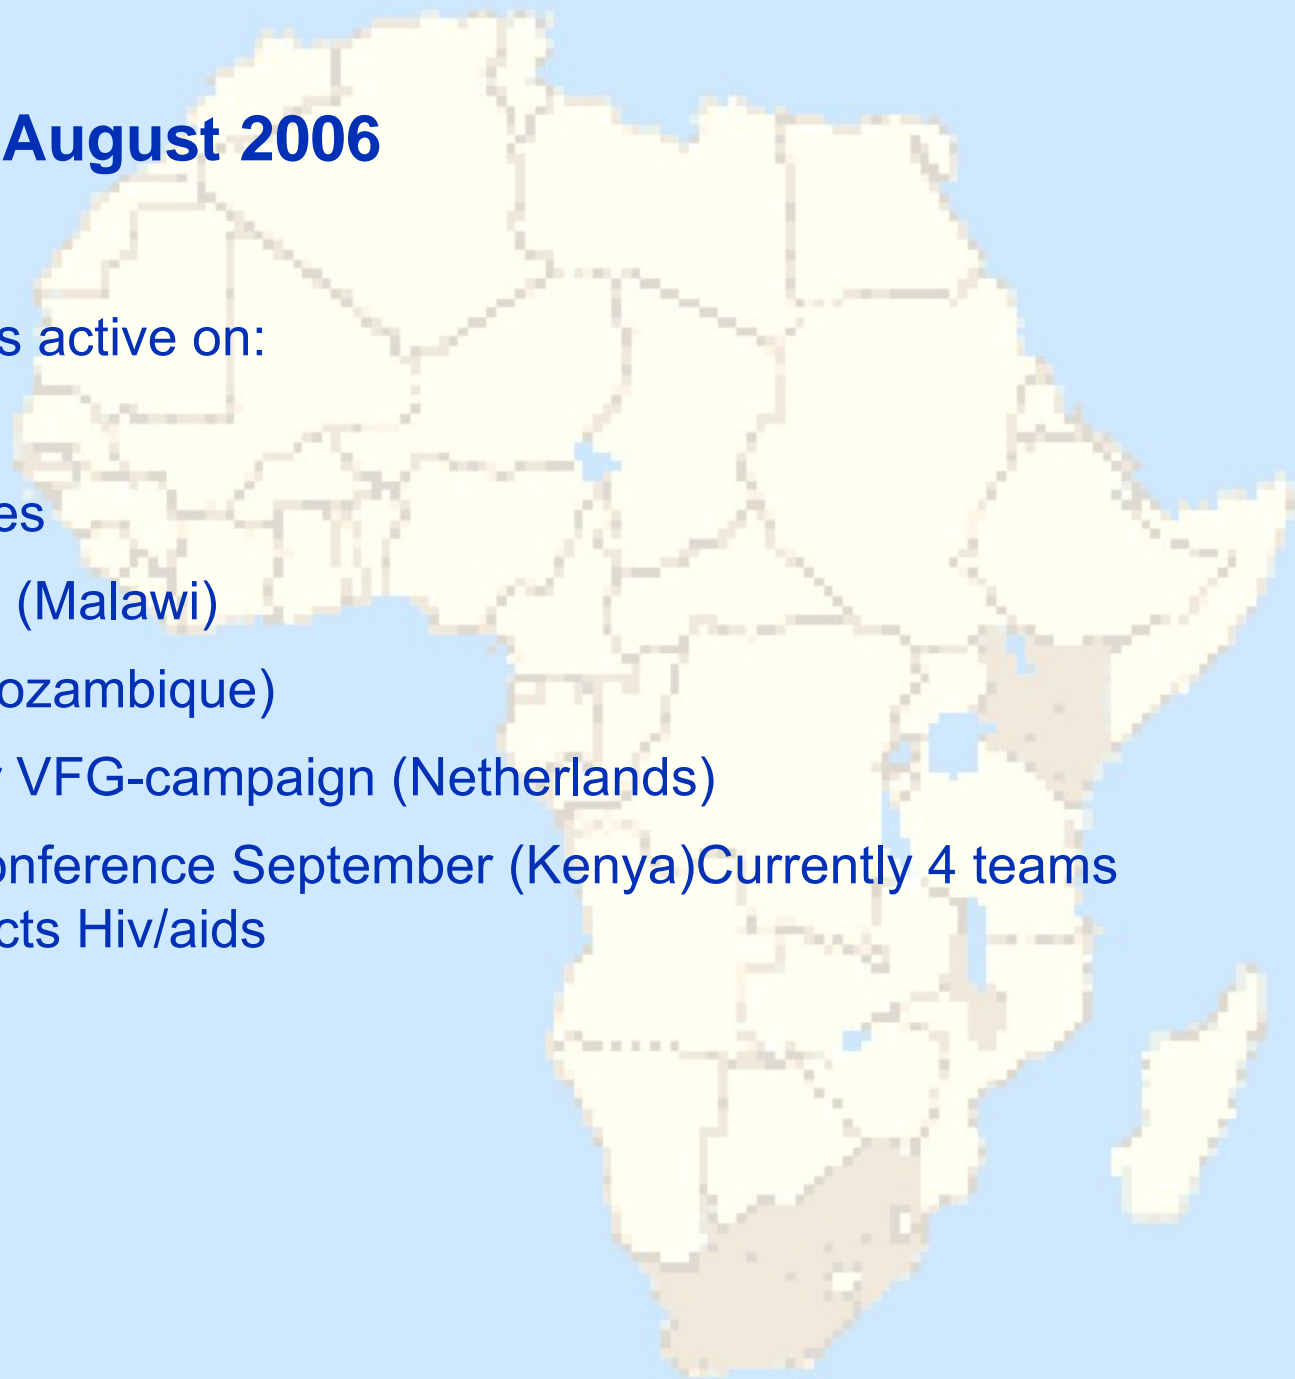 August 2006
s active on:
es
(Malawi)
ozambique)
VFG-campaign (Netherlands)
onference September (Kenya)Currently 4 teams
cts Hiv/aids